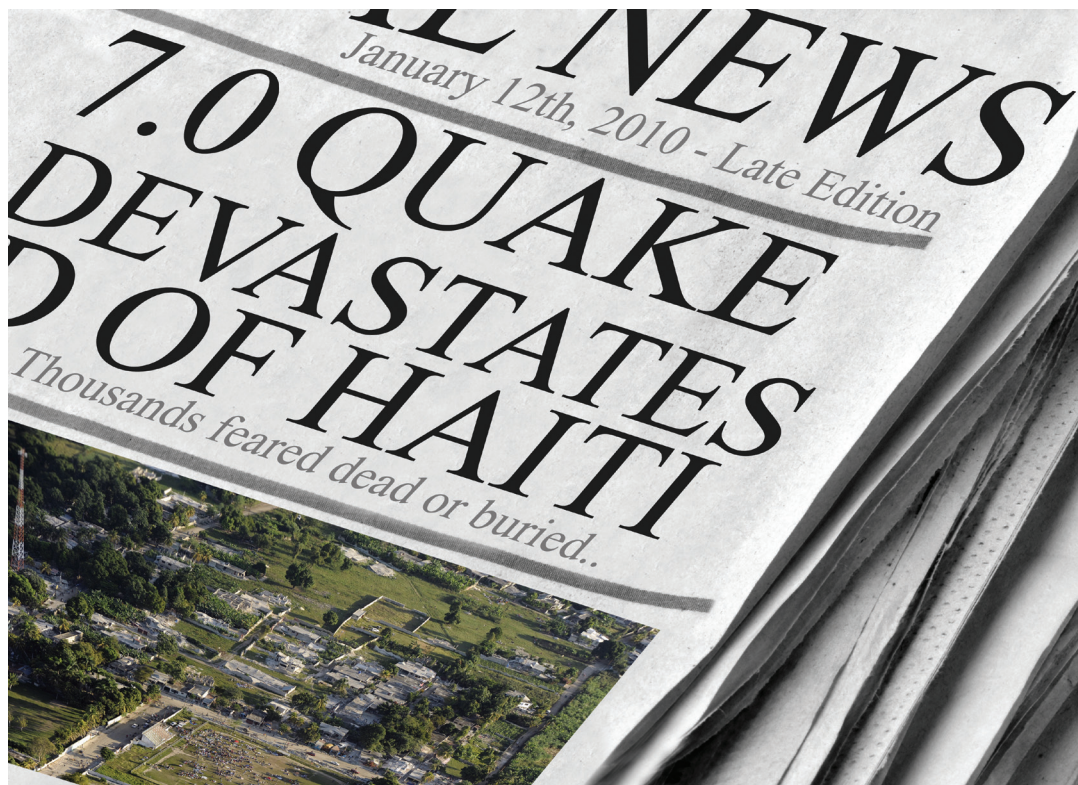 NEWS
January 12th, 2010 - Late Edition
7.0 QUAKE
DEVASTATES
OF HAITI
Thousands feared dead or buried..